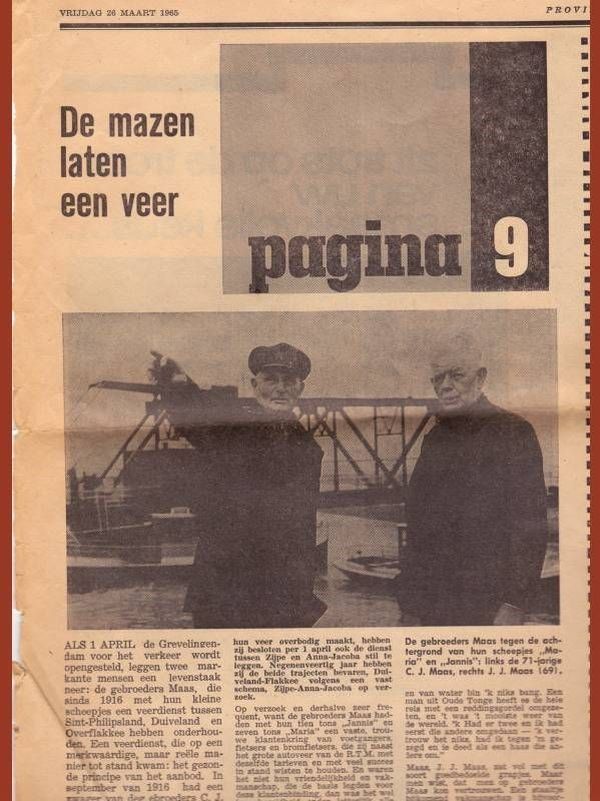 VRIJDAG 26 MAART 1965
PROVI
De mazen
laten
een veer
pagina 9
De gebroeders Maas tegen de ach-
tergrond van hun scheepjes „Ma-
ria" en „Jannis": links de 71-jarige
C. J. Maas, rechts J. J. Maas (69).
ALS 1 APRIL de Grevelingen-
dam voor het verkeer wordt
opengesteld, leggen twee mar-
kante mensen een levenstaak
neer: de gebroeders Maas, die
sinds 1916 met hun kleine
scheepjes een veerdienst tussen
Sint-Philipsland, Duiveland en
Overflakkee hebben onderhou-
den. Een veerdienst, die op een
merkwaardige, maar reële ma-
nier tot stand kwam: het gezon-
de principe van het aanbod. In
september van 1916 had een
zwager van de gebroeders C. J.
hun veer overbodig maakt, hebben
zij besloten per 1 april ook de dienst
tussen Zijpe en Anna-Jacoba stil te
leggen. Negenenveertig jaar hebben
zij de beide trajecten bevaren, Dui-
veland-Flakkee volgens een vast
schema, Zijpe-Anna-Jacoba op ver-
zoek.
Op verzoek en derhalve zeer fre-
quent, want de gebroeders Maas had-
den met hun tien tons „Jannis" en
zeven tons „Maria" een vaste, trou-
we klantenkring van voetgangers,
fietsers en bromfietsers, die zij naast
het grote autoveer van de R.T.M. met
dezelfde tarieven en met veel succes
in stand wisten te houden. En waren
het niet hun vriendelijkheid en vak-
manschap, die de basis legden voor
deze klantenbinding, dan was het wel
en van water bin 'k niks bang. Een
man uit Oude Tonge heeft es de hele
reis met een reddingsgordel omgeze-
ten, en 't was 't mooiste weer van
de wereld. 'k Had er twee en ik had
eerst die andere omgedaan — 'k ver-
trouw het niks, had ik tegen 'm ge-
zegd en ie deed als een haas die an-
dere om."
Maas, J. J. Maas, zat vol met dit
soort goedbedoelde grapjes. Maar
men wist, dat men op gebroeders
Maas kon vertrouwen. Een staaltje